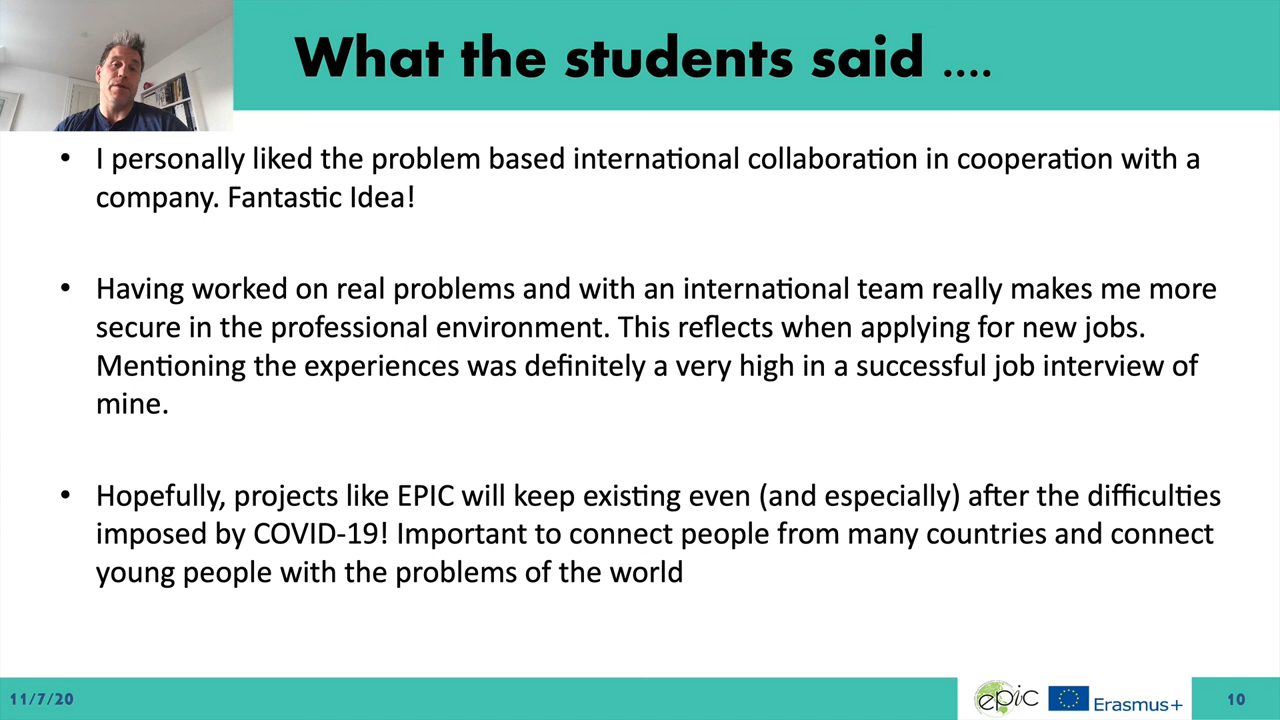 What the students said ....
• I personally liked the problem based international collaboration in cooperation with a
company. Fantastic Idea!
• Having worked on real problems and with an international team really makes me more
secure in the professional environment. This reflects when applying for new jobs.
Mentioning the experiences was definitely a very high in a successful job interview of
mine.
• Hopefully, projects like EPIC will keep existing even (and especially) after the difficulties
imposed by COVID-19! Important to connect people from many countries and connect
young people with the problems of the world
11/7/20
epic
Erasmus+
10